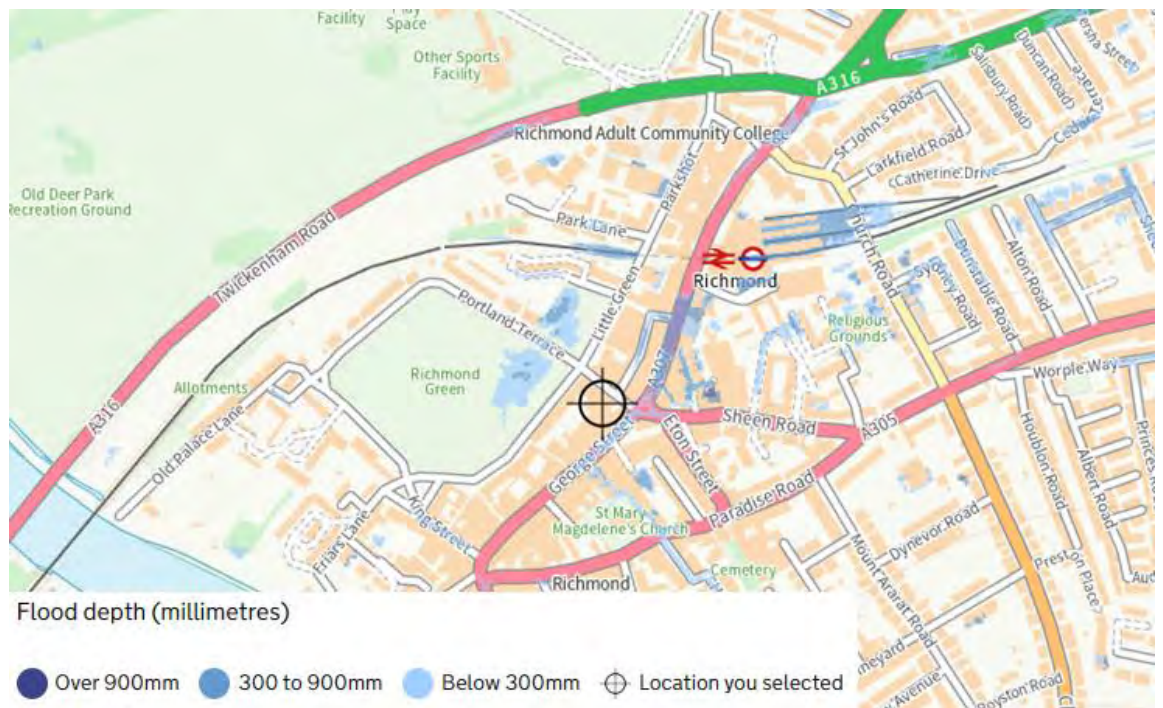 Facility
Play
Space
Other Sports
Facility
A316
Salisbury Road
Duncan Road
Terrace
Street
St John's Road
Richmond Adult Community College
Larkfield Road
Catherine Drive
Old Deer Park
Recreation Ground
Parkshot
Park Lane
Church Road
Twickenham Road
Richmond
Sydney Road
Dunstable Road
Alton Road
Portland Terrace
Little Green
Religious
Grounds
A307
Richmond
Green
Allotments
Worple Way
A316
Old Palace Lane
Sheen Road
A305
George Street
Eton Street
Houblon Road
Albert Road
Paradise Road
King Street
St Mary
Magdelene's Church
Friars Lane
Dynevor Road
Mount Ararat Road
Preston Place
Cemetery
Richmond
Flood depth (millimetres)
Over 900mm
300 to 900mm
Below 300mm
Location you selected
Royston Road